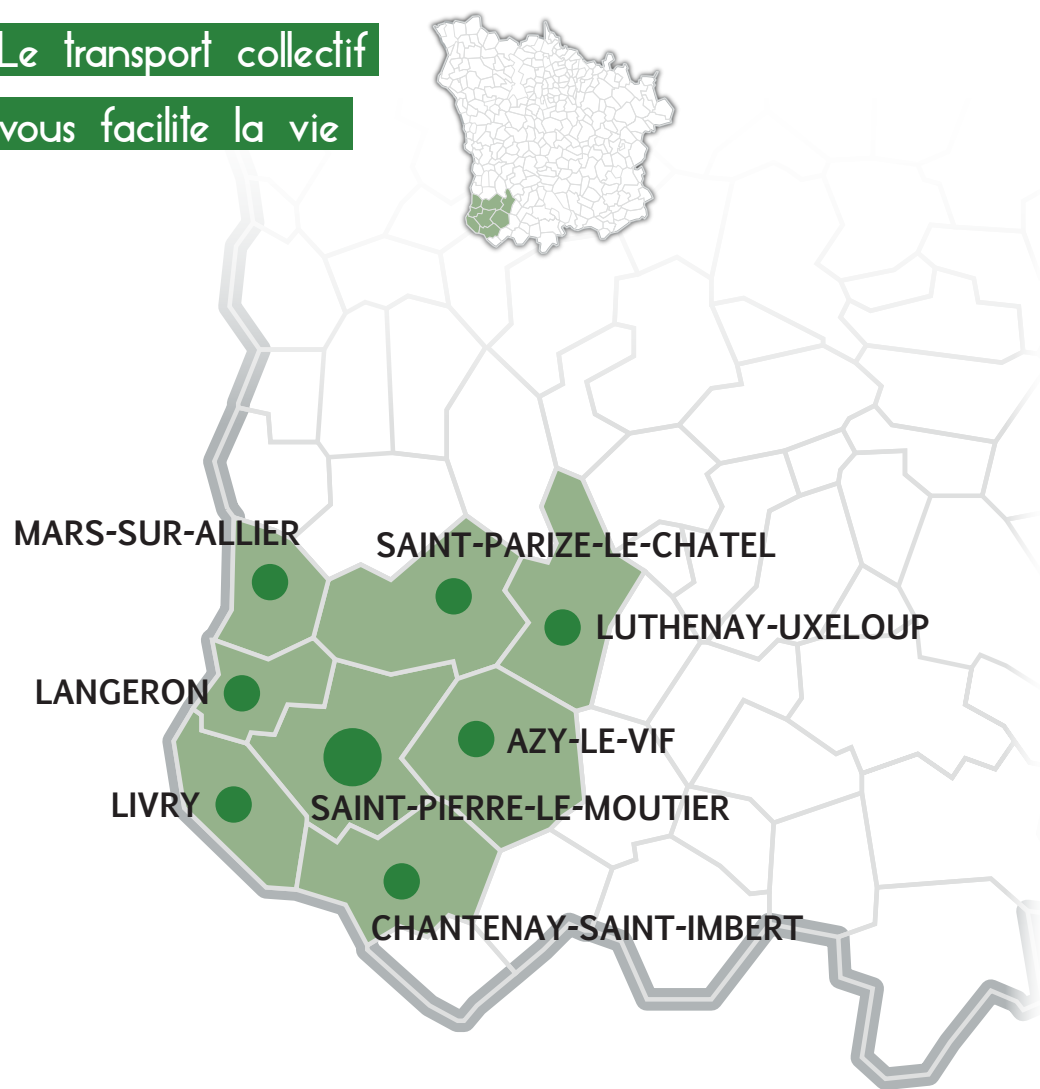 Le transport collectif
vous facilite la vie
MARS-SUR-ALLIER
SAINT-PARIZE-LE-CHATEL
LUTHENAY-UXELOUP
LANGERON
AZY-LE-VIF
LIVRY
SAINT-PIERRE-LE-MOUTIER
CHANTENAY-SAINT-IMBERT